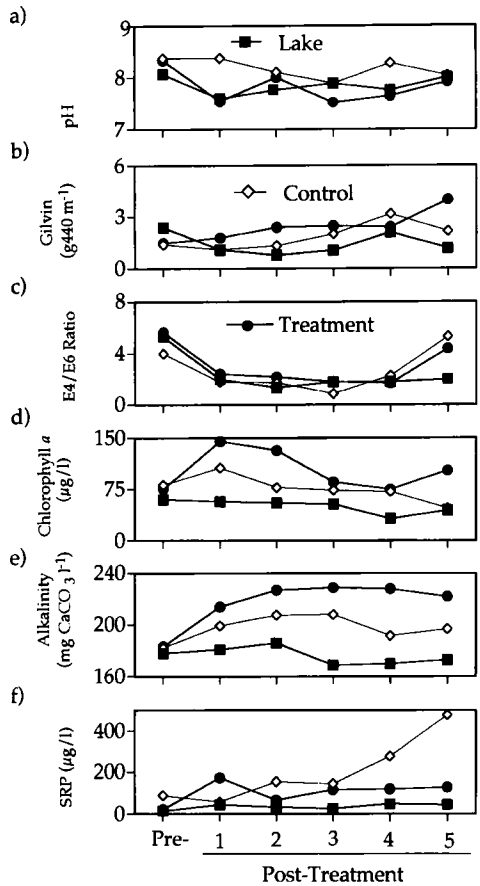 a)
9
Lake
8
pH
7
b)
6
Control
Gilvin
(g440 m-1)
3
0
c)
8
Treatment
E4/E6 Ratio
4
0
d)
150
Chlorophyll a
(µg/l)
75
0
e)
240
Alkalinity
(mg CaCO3)l-1)
200
160
f)
400
SRP (µg/l)
200
0
Pre- 1 2 3 4 5
Post-Treatment